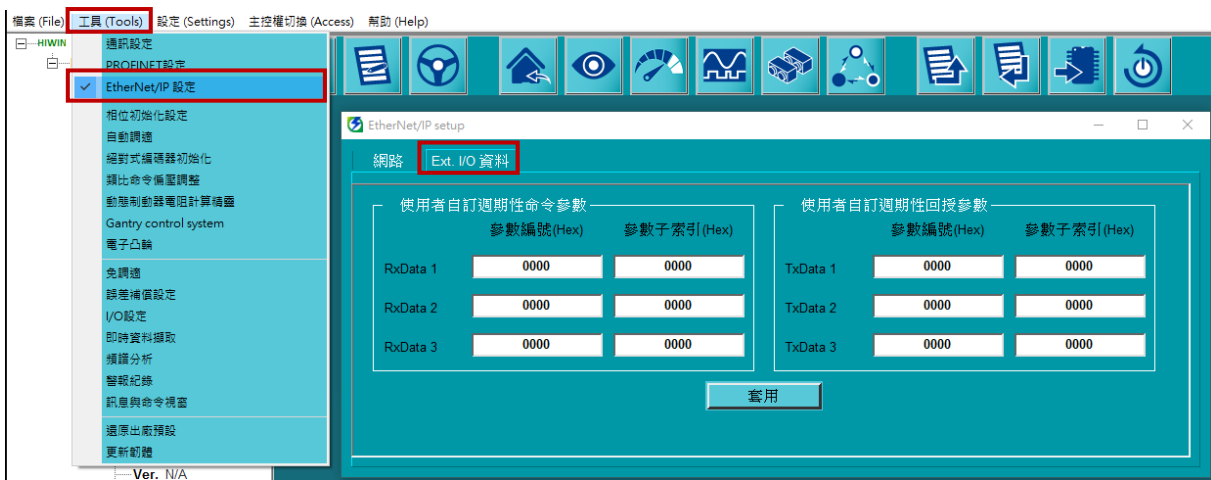 檔案 (File) 工具 (Tools) 設定 (Settings) 主控權切換 (Access) 幫助 (Help)
HIWIN
通訊設定
PROFINET設定
EtherNet/IP 設定
相位初始化設定
自動調適
絕對式編碼器初始化
類比命令偏壓調整
動態制動器電阻計算精靈
Gantry control system
電子凸輪
免調適
誤差補償設定
I/O設定
即時資料擷取
頻譜分析
警報紀錄
訊息與命令視窗
還原出廠預設
更新韌體
Ver. N/A
EtherNet/IP setup
網路 Ext. I/O 資料
使用者自訂週期性命令參數
參數編號(Hex) 參數子索引(Hex)
RxData 1 0000 0000
RxData 2 0000 0000
RxData 3 0000 0000
使用者自訂週期性回授參數
參數編號(Hex) 參數子索引(Hex)
TxData 1 0000 0000
TxData 2 0000 0000
TxData 3 0000 0000
套用